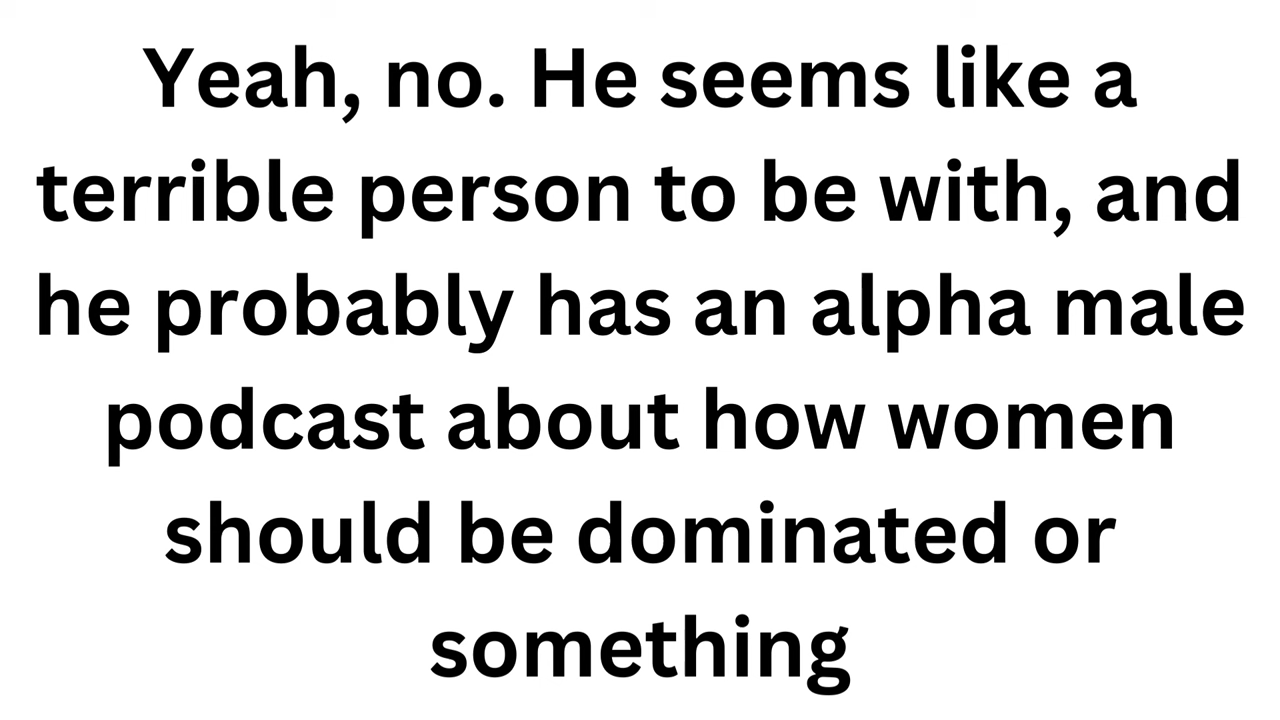 Yeah, no. He seems like a
terrible person to be with, and
he probably has an alpha male
podcast about how women
should be dominated or
something